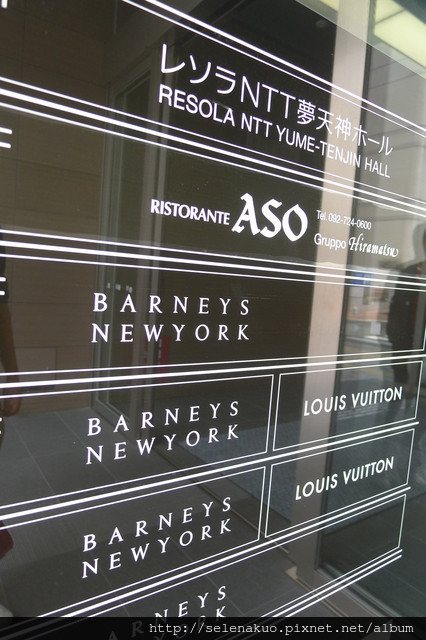 レソラNTT夢天神ホール
RESOLA NTT YUME-TENJIN HALL
RISTORANTE ASO
Tel.092-724-0600
Gruppo Hiramatsu
BARNEYS
NEWYORK
BARNEYS
NEWYORK
LOUIS VUITTON
BARNEYS
NEWYORK
LOUIS VUITTON
BARNEYS
http://selenakuo.pixnet.net/album